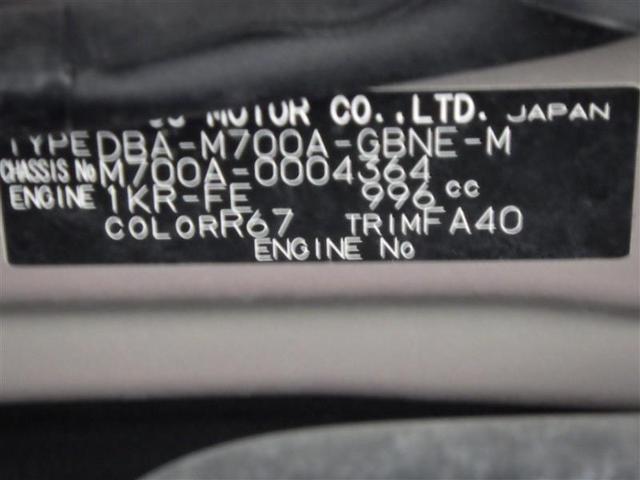 MOTOR CO.,LTD. JAPAN
TYPE DBA-M700A-GBNE-M
CHASSIS No M700A-0004364
ENGINE 1KR-FE 996 cc
COLOR R67 TRIM FA40
ENGINE No